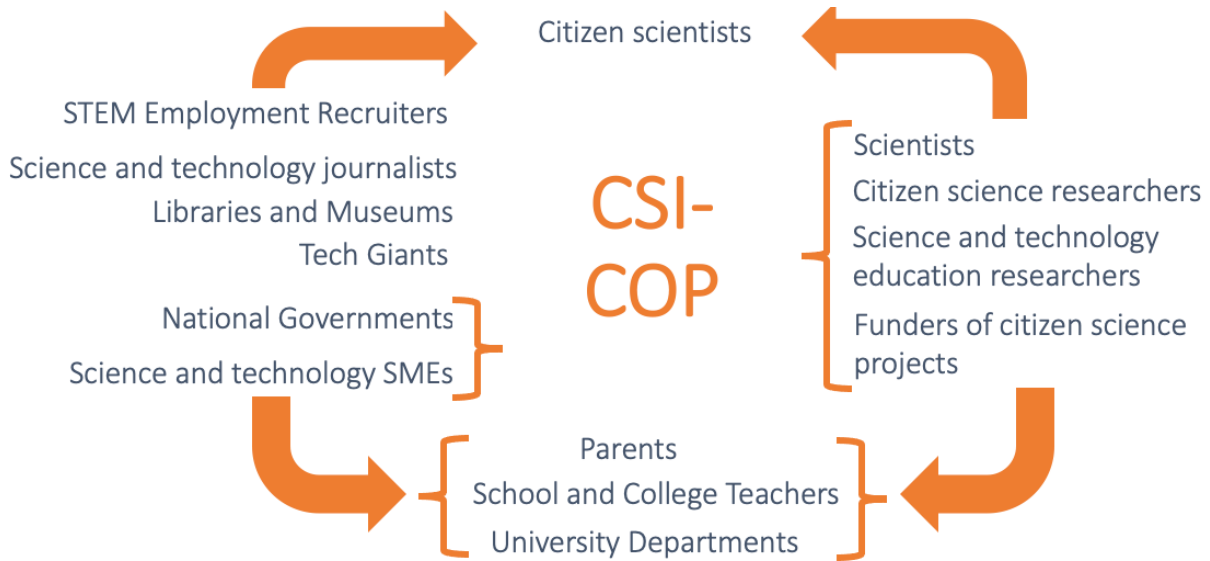 Citizen scientists
STEM Employment Recruiters
Science and technology journalists
Libraries and Museums
Tech Giants
National Governments
Science and technology SMEs
CSI-
COP
Scientists
Citizen science researchers
Science and technology
education researchers
Funders of citizen science
projects
Parents
School and College Teachers
University Departments